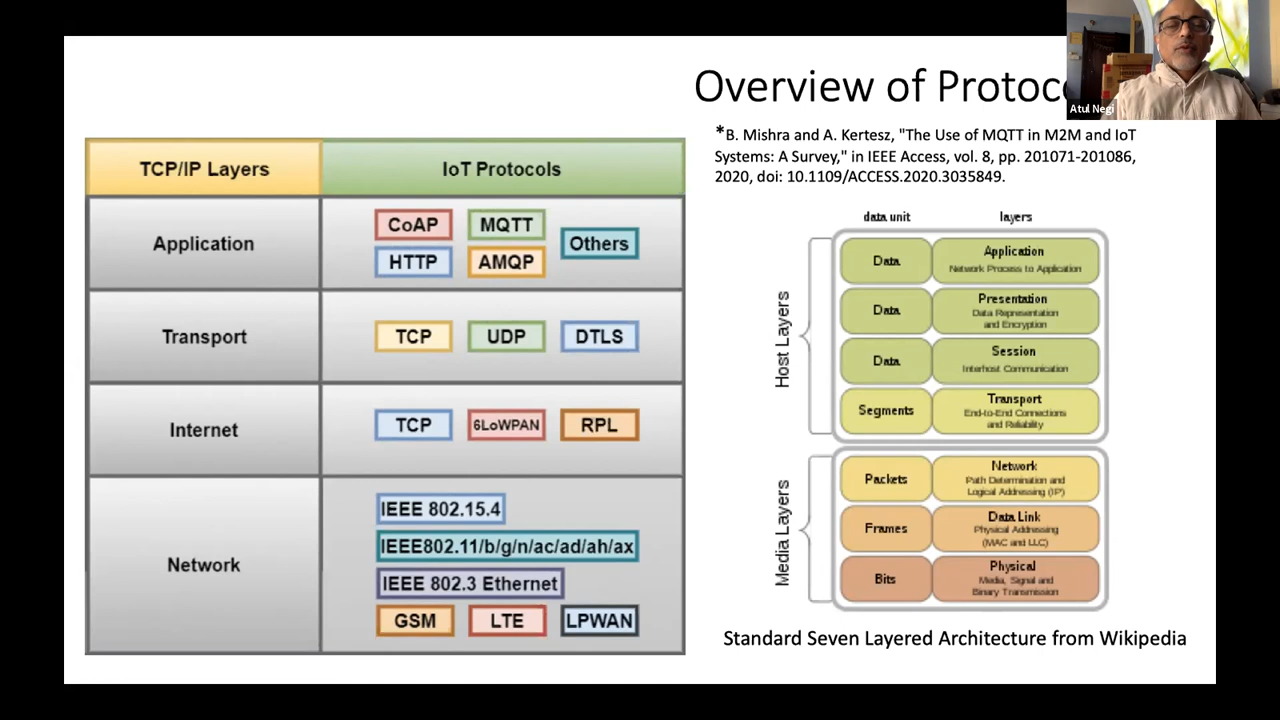 Overview of Protoc
Atul Negi
*B. Mishra and A. Kertesz, "The Use of MQTT in M2M and IoT
Systems: A Survey," in IEEE Access, vol. 8, pp. 201071-201086,
2020, doi: 10.1109/ACCESS.2020.3035849.
TCP/IP Layers
IoT Protocols
Application
CoAP
MQTT
Others
HTTP
AMQP
Transport
TCP
UDP
DTLS
Internet
TCP
6LoWPAN
RPL
Network
IEEE 802.15.4
IEEE802.11/b/g/n/ac/ad/ah/ax
IEEE 802.3 Ethernet
GSM
LTE
LPWAN
data unit
layers
Host Layers
Data
Application
Network Process to Application
Data
Presentation
Data Representation
and Encryption
Data
Session
Interhost Communication
Segments
Transport
End-to-End Connections
and Reliability
Media Layers
Packets
Network
Path Determination and
Logical Addressing (IP)
Frames
Data Link
Physical Addressing
(MAC and LLC)
Bits
Physical
Media, Signal and
Binary Transmission
Standard Seven Layered Architecture from Wikipedia